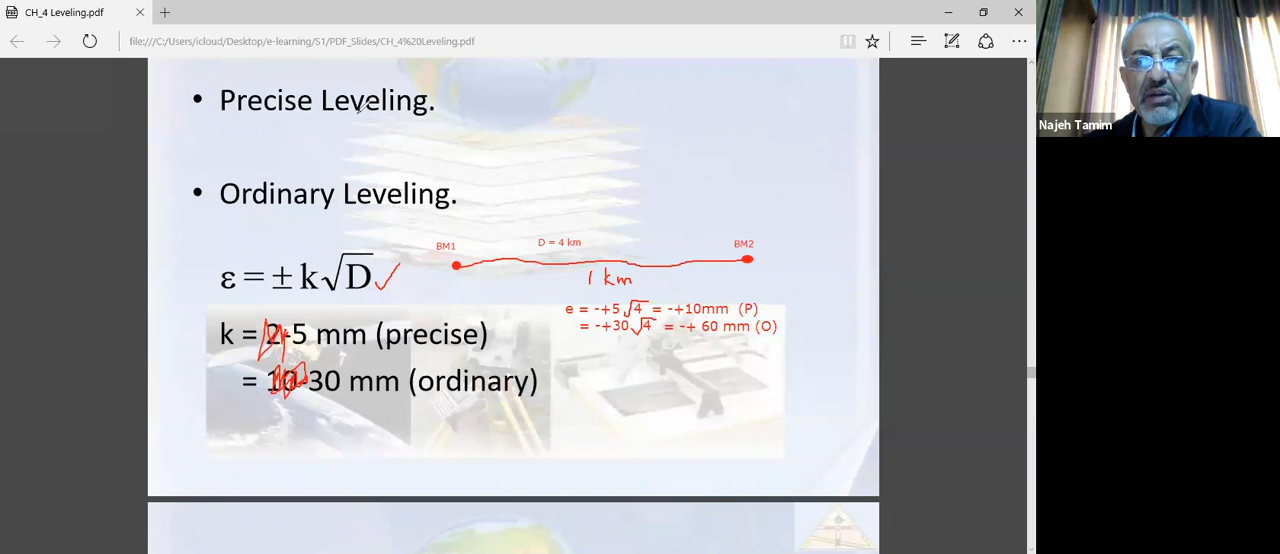 CH_4 Leveling.pdf
file:///C:/Users/icloud/Desktop/e-learning/S1/PDF_Slides/CH_4%20Leveling.pdf
Najeh Tamim
• Precise Leveling.
• Ordinary Leveling.
BM1
D = 4 km
BM2
1 km
ε = ± k√D ✓
e = -+5√4 = -+10mm (P)
= -+30√4 = -+ 60 mm (O)
k = 2-5 mm (precise)
= 10-30 mm (ordinary)